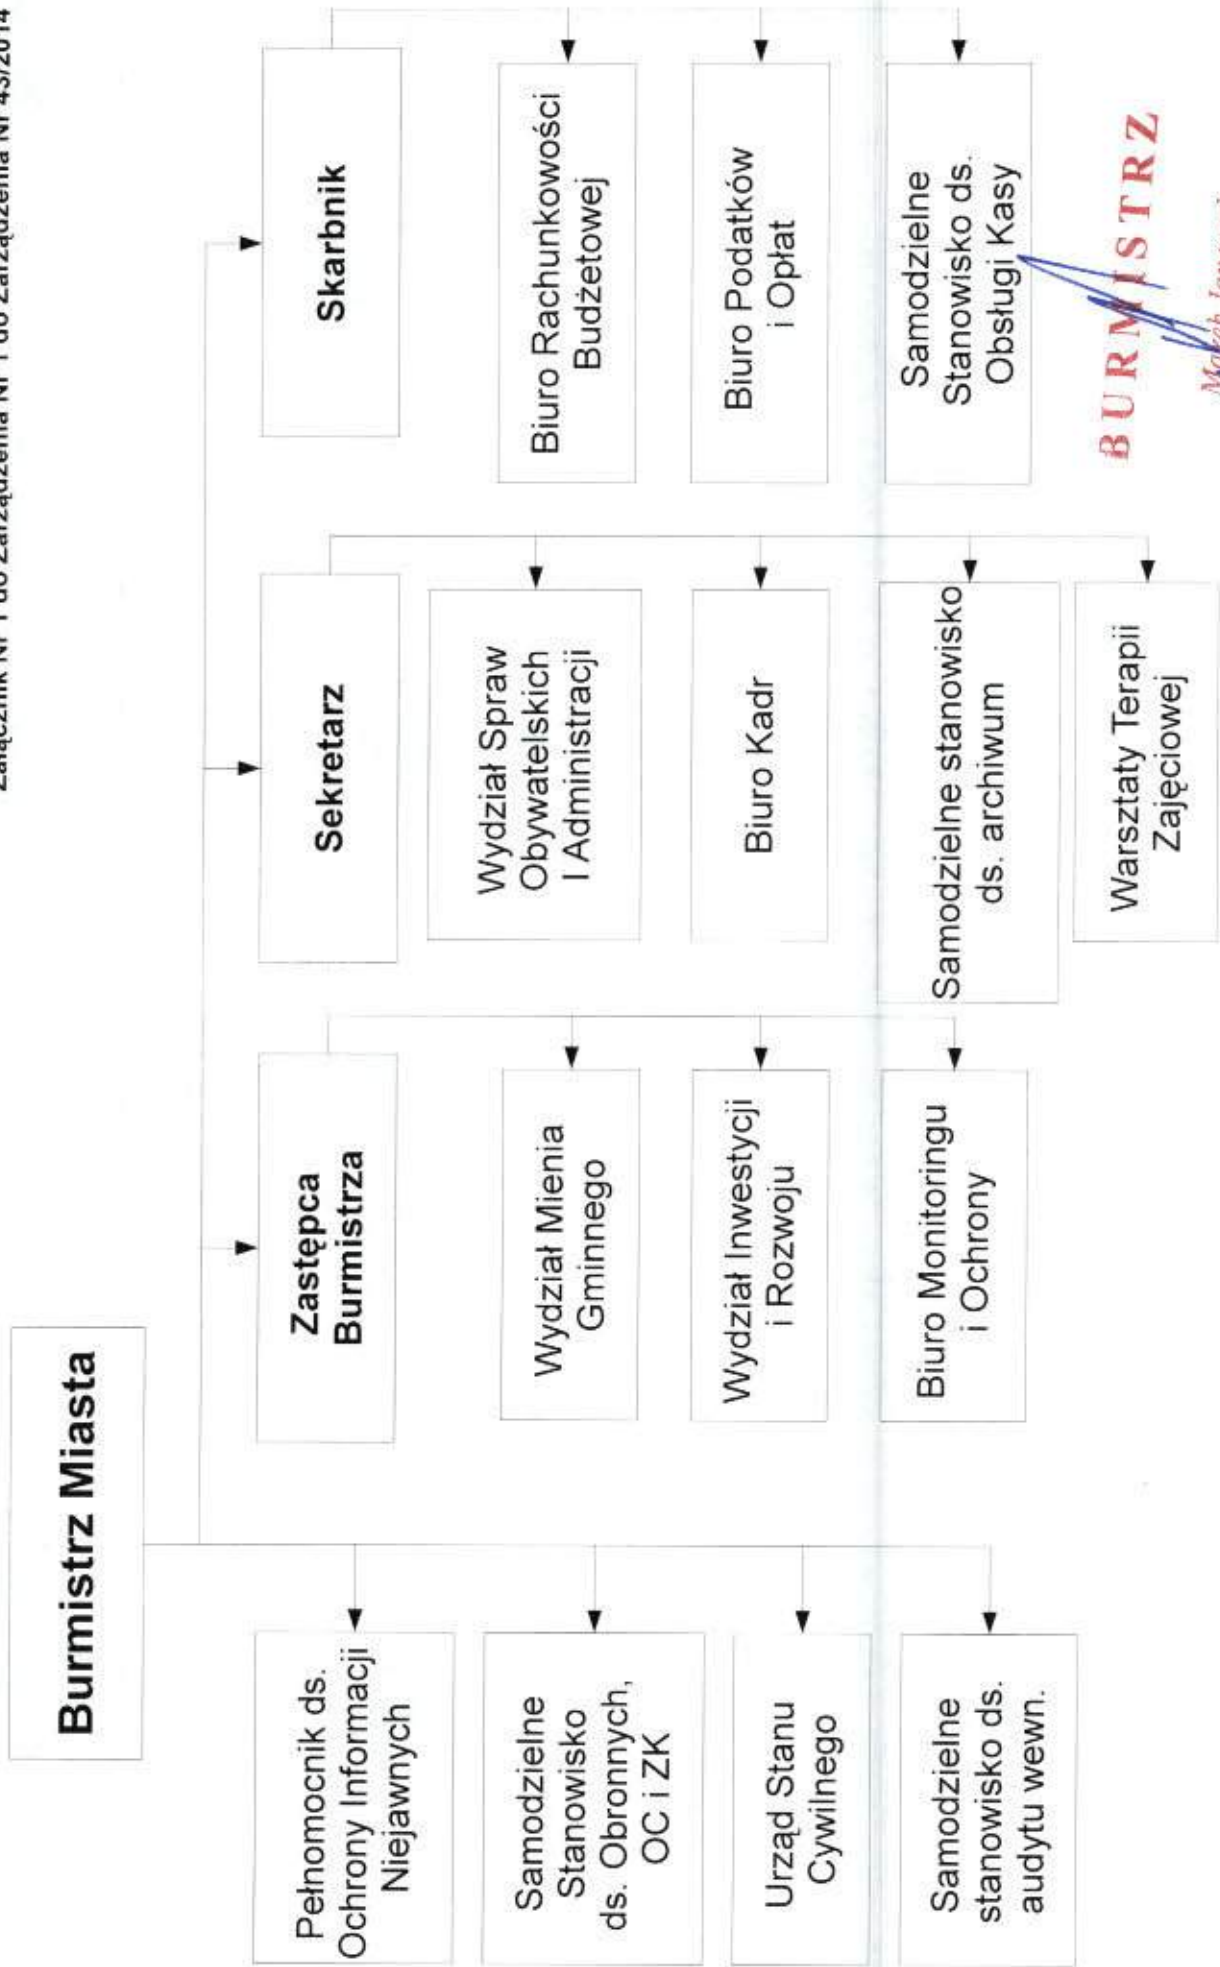 Załącznik Nr 1 do Zarządzenia Nr 43/2014
Burmistrz Miasta
Zastępca
Burmistrza
Sekretarz
Skarbnik
Pełnomocnik ds.
Ochrony Informacji
Niejawnych
Samodzielne
Stanowisko
ds. Obronnych,
OC i ZK
Urząd Stanu
Cywilnego
Samodzielne
stanowisko ds.
audytu wewn.
Wydział Mienia
Gminnego
Wydział Inwestycji
i Rozwoju
Biuro Monitoringu
i Ochrony
Wydział Spraw
Obywatelskich
I Administracji
Biuro Kadr
Samodzielne stanowisko
ds. archiwum
Warsztaty Terapii
Zajęciowej
Biuro Rachunkowości
Budżetowej
Biuro Podatków
i Opłat
Samodzielne
Stanowisko ds.
Obsługi Kasy
BURMISTRZ